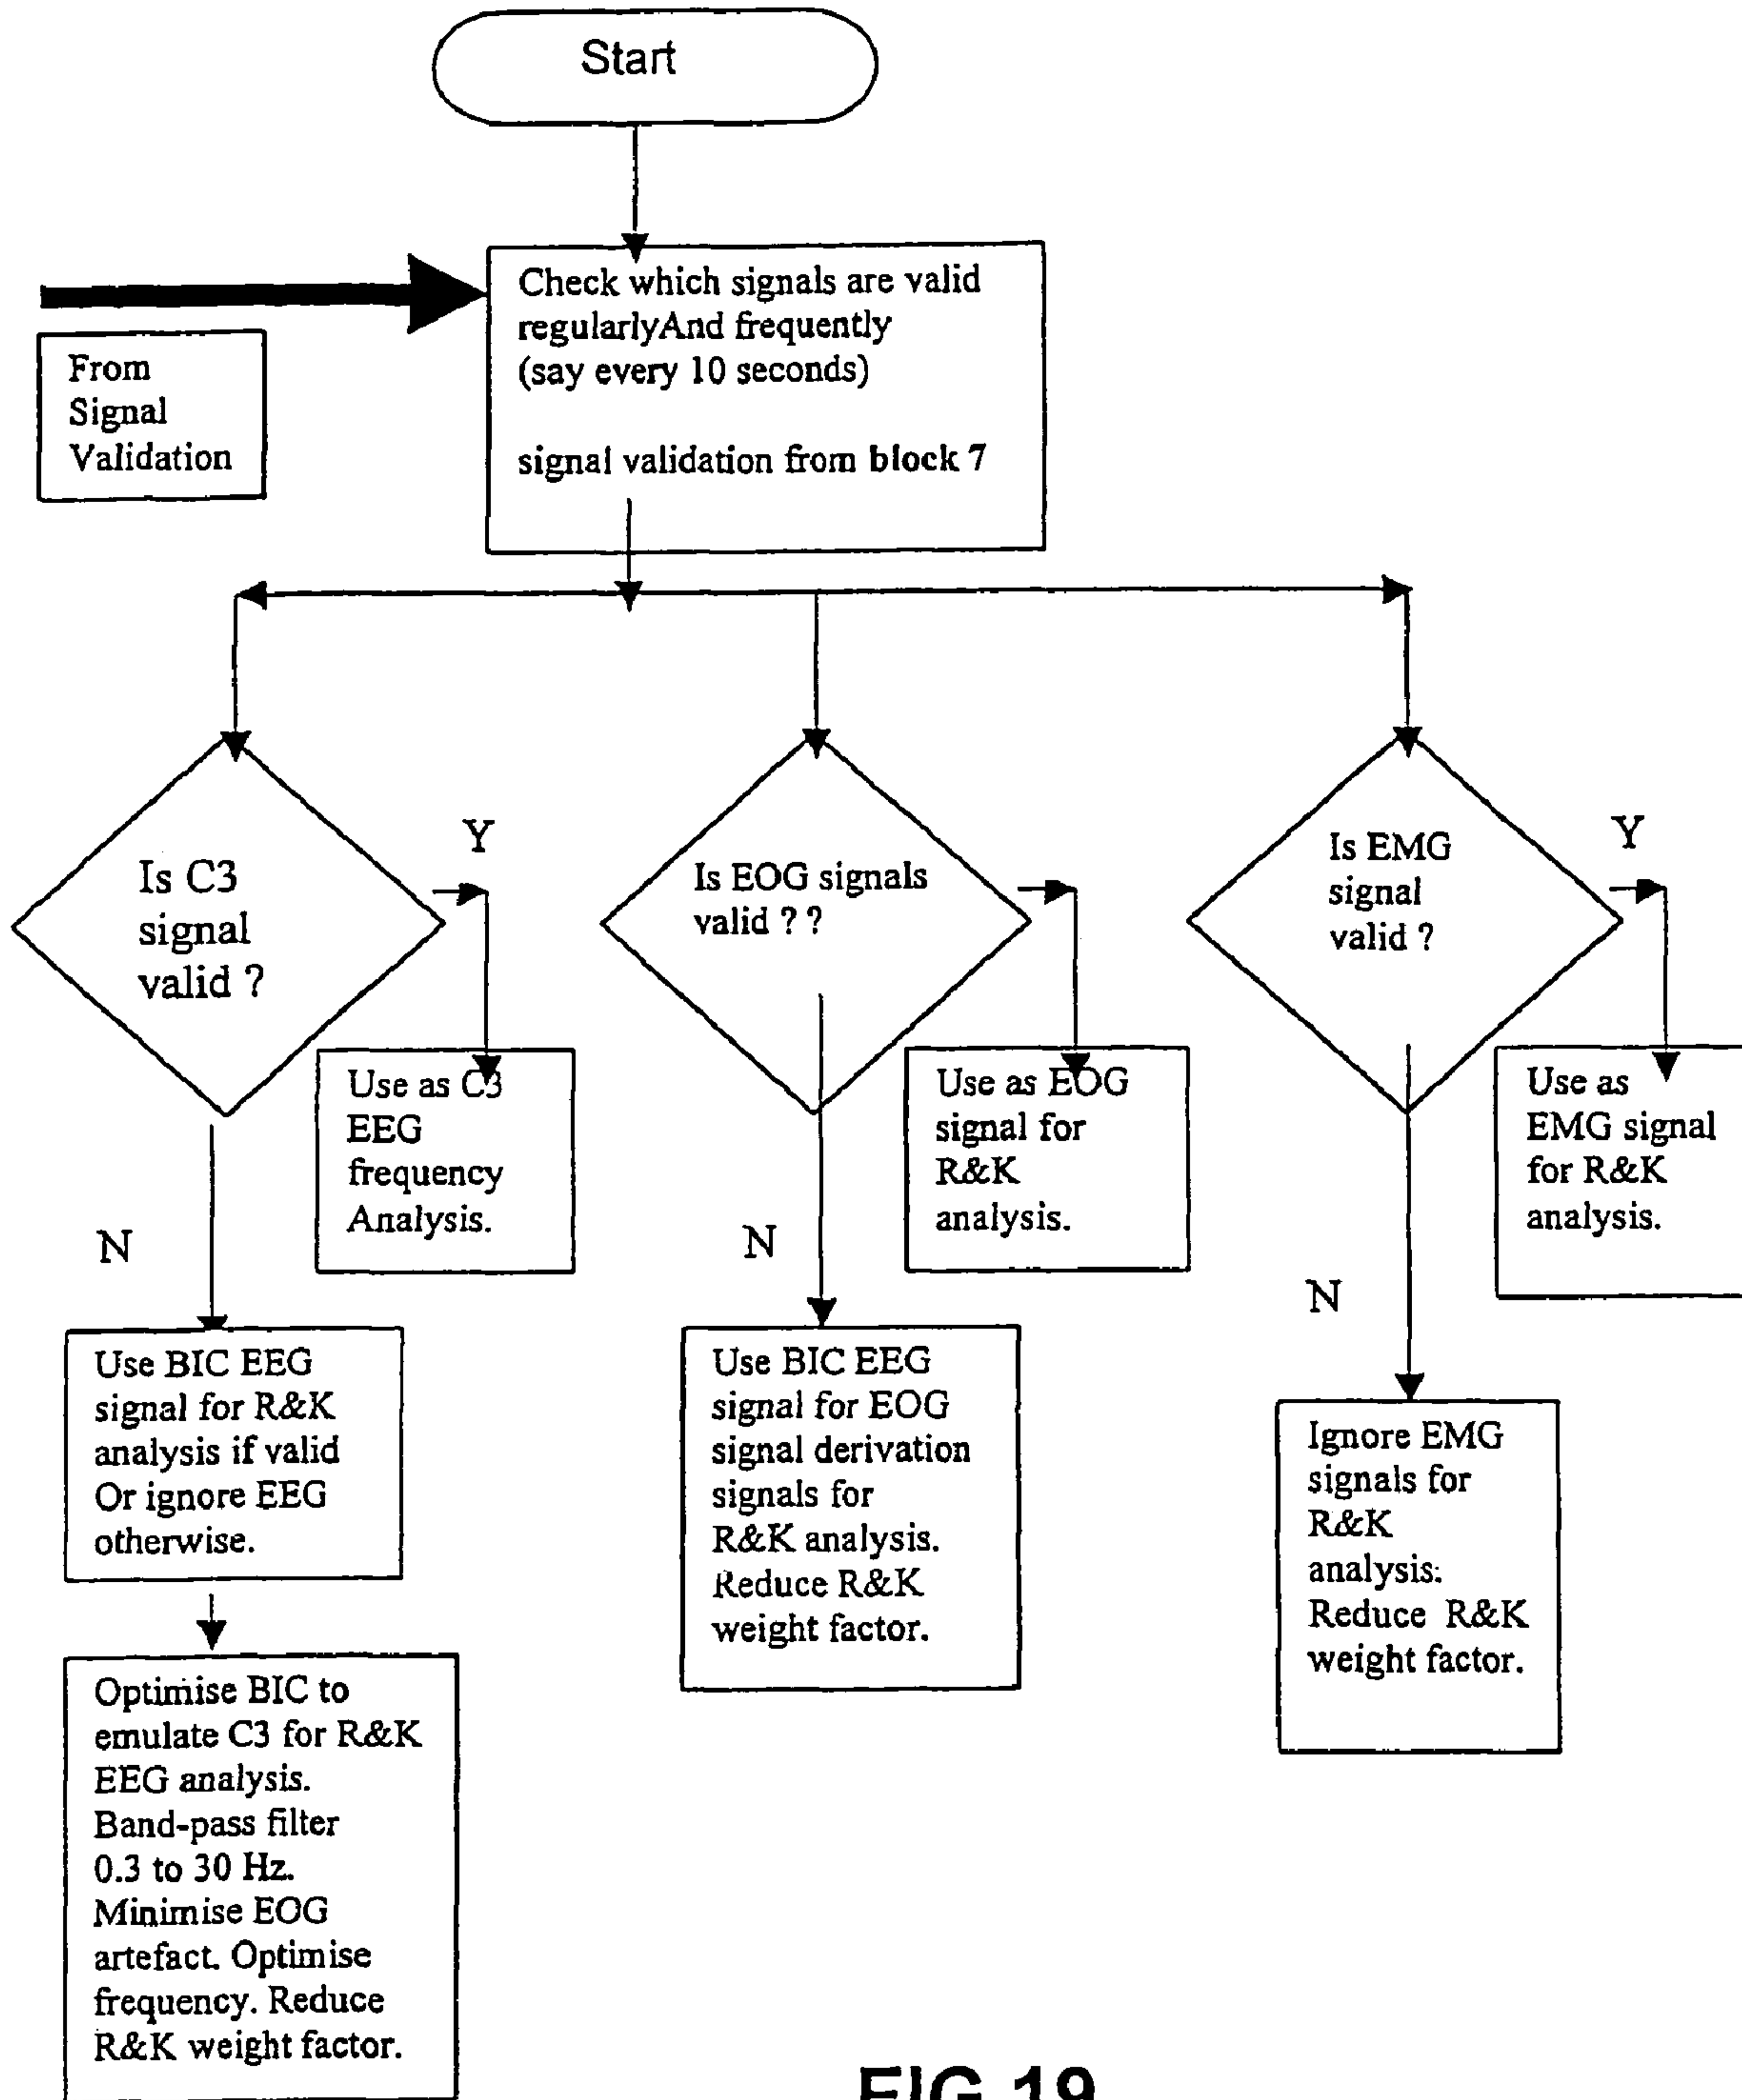 Start
Check which signals are valid
regularlyAnd frequently
(say every 10 seconds)
signal validation from block 7
From
Signal
Validation
Is C3
signal
valid ?
Y
N
Use as C3
EEG
frequency
Analysis.
Use BIC EEG
signal for R&K
analysis if valid
Or ignore EEG
otherwise.
Optimise BIC to
emulate C3 for R&K
EEG analysis.
Band-pass filter
0.3 to 30 Hz.
Minimise EOG
artefact. Optimise
frequency. Reduce
R&K weight factor.
Is EOG signals
valid ? ?
Y
N
Use as EOG
signal for
R&K
analysis.
Use BIC EEG
signal for EOG
signal derivation
signals for
R&K analysis.
Reduce R&K
weight factor.
Is EMG
signal
valid ?
Y
N
Use as
EMG signal
for R&K
analysis.
Ignore EMG
signals for
R&K
analysis.
Reduce R&K
weight factor.
FIG 19